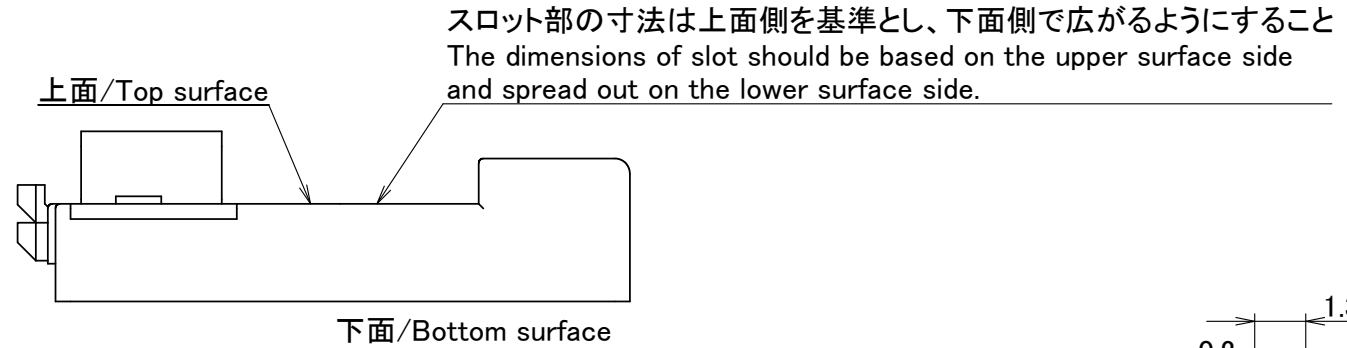 スロット部の寸法は上面側を基準とし、下面側で広がるようにすること
The dimensions of slot should be based on the upper surface side
and spread out on the lower surface side.
上面/Top surface
下面/Bottom surface